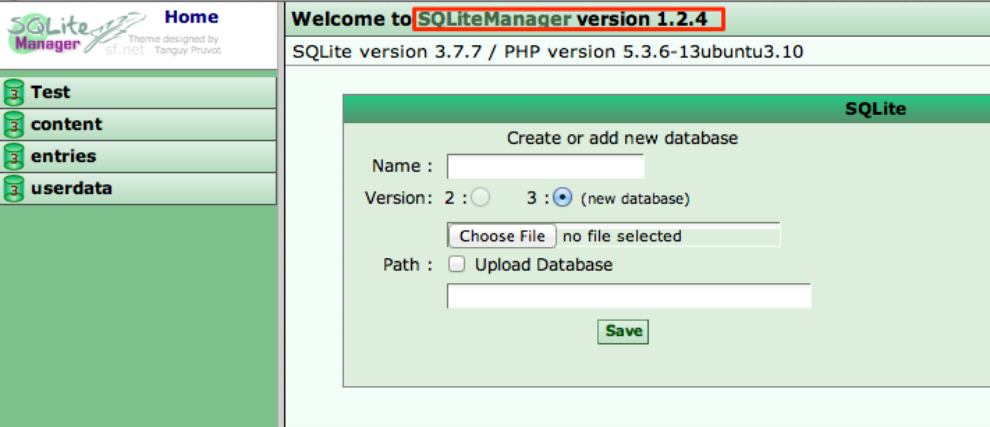 SQLite
Manager
Home
Theme designed by
sf.net Tanguy Pruvot
3 Test
3 content
3 entries
3 userdata
Welcome to SQLiteManager version 1.2.4
SQLite version 3.7.7 / PHP version 5.3.6-13ubuntu3.10
SQLite
Create or add new database
Name :
Version: 2 : 3 : (new database)
Choose File no file selected
Path : Upload Database
Save